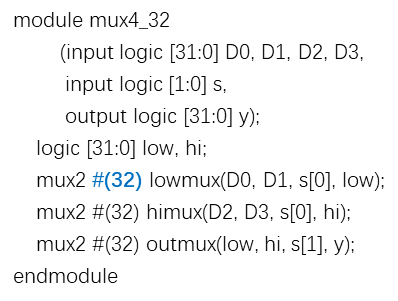 module mux4_32
(input logic [31:0] D0, D1, D2, D3,
input logic [1:0] s,
output logic [31:0] y);
logic [31:0] low, hi;
mux2 #(32) lowmux(D0, D1, s[0], low);
mux2 #(32) himux(D2, D3, s[0], hi);
mux2 #(32) outmux(low, hi, s[1], y);
endmodule